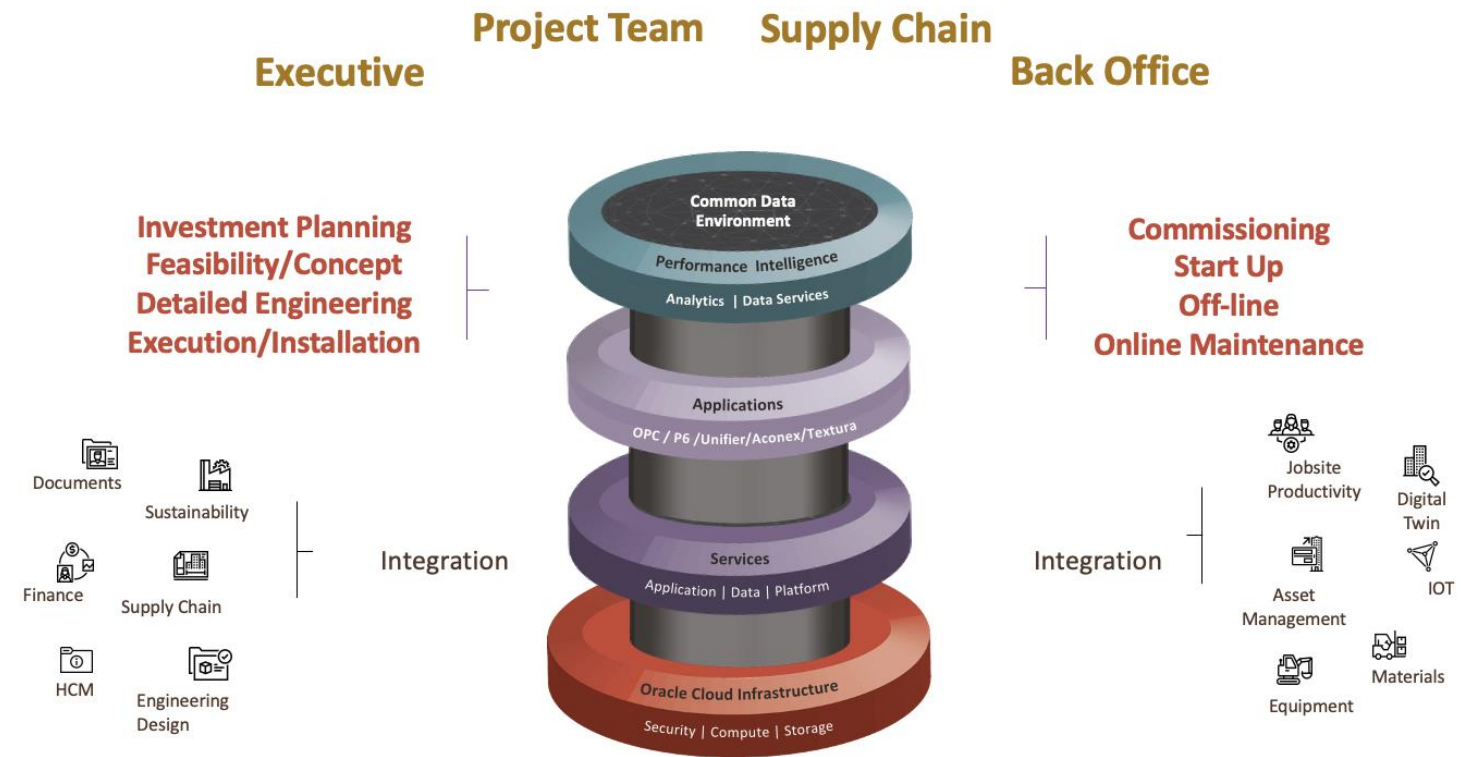 Project Team
Supply Chain
Executive
Back Office
Investment Planning
Feasibility/Concept
Detailed Engineering
Execution/Installation
Common Data
Environment
Performance Intelligence
Analytics | Data Services
Applications
OPC / P6 /Unifier/Aconex/Textura
Services
Application | Data | Platform
Oracle Cloud Infrastructure
Security | Compute | Storage
Commissioning
Start Up
Off-line
Online Maintenance
Documents
Sustainability
Finance
Supply Chain
HCM
Engineering
Design
Integration
Integration
Jobsite
Productivity
Digital
Twin
Asset
Management
IOT
Materials
Equipment